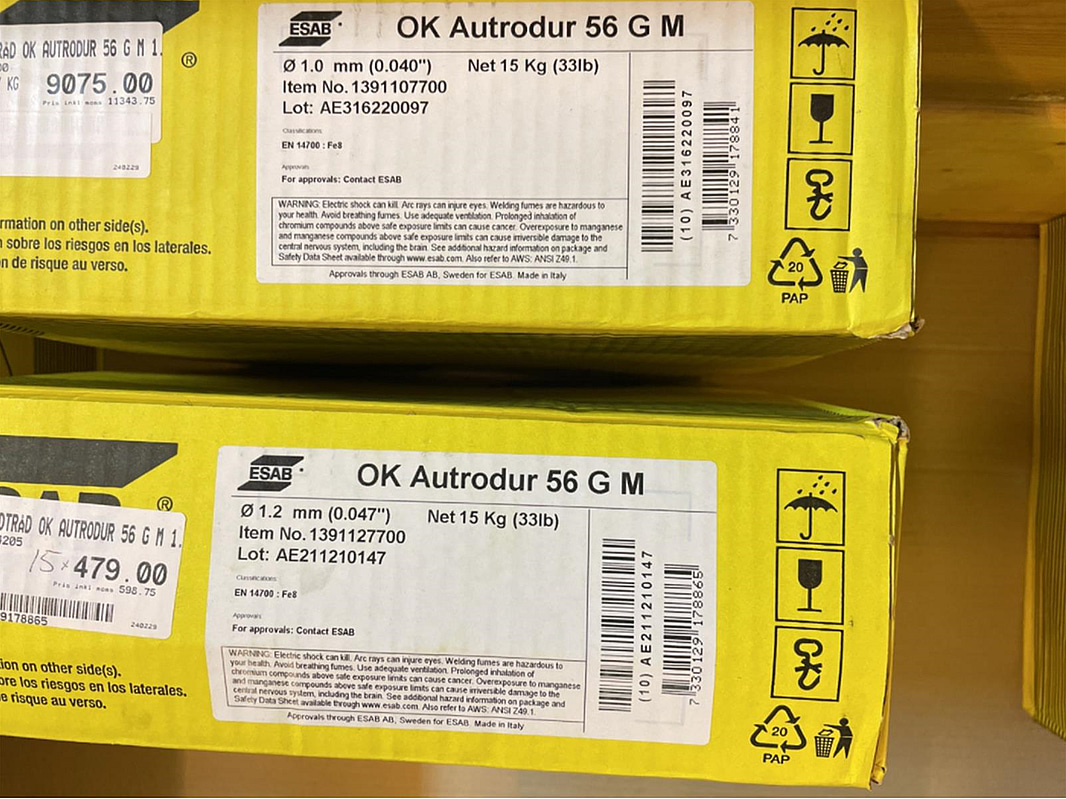 RAD OK AUTRODUR 56 G M 1.
KG 9075.00
Pris inkl moms 11343.75
240229
®
rmation on other side(s).
sobre los riesgos en los laterales.
n de risque au verso.
ESAB
OK Autrodur 56 G M
Ø 1.0 mm (0.040") Net 15 Kg (33lb)
Item No.1391107700
Lot: AE316220097
Classifications
EN 14700 : Fe8
Approvals
For approvals: Contact ESAB
WARNING: Electric shock can kill. Arc rays can injure eyes. Welding fumes are hazardous to
your health. Avoid breathing fumes. Use adequate ventilation. Prolonged inhalation of
chromium compounds above safe exposure limits can cause cancer. Overexposure to manganese
and manganese compounds above safe exposure limits can cause irriversible damage to the
central nervous system, including the brain. See additional hazard information on package and
Safety Data Sheet available through www.esab.com. Also refer to AWS: ANSI Z49.1.
Approvals through ESAB AB, Sweden for ESAB. Made in Italy
(10) AE316220097
7 330129 178841
20
PAP
®
OTRAD OK AUTRODUR 56 G M 1.
4205
15 × 479.00
Pris inkl moms 598.75
9178865
240229
ion on other side(s).
bre los riesgos en los laterales.
e risque au verso.
ESAB
OK Autrodur 56 G M
Ø 1.2 mm (0.047") Net 15 Kg (33lb)
Item No.1391127700
Lot: AE211210147
Classifications
EN 14700 : Fe8
Approvals
For approvals: Contact ESAB
WARNING: Electric shock can kill. Arc rays can injure eyes. Welding fumes are hazardous to
your health. Avoid breathing fumes. Use adequate ventilation. Prolonged inhalation of
chromium compounds above safe exposure limits can cause cancer. Overexposure to manganese
and manganese compounds above safe exposure limits can cause irriversible damage to the
central nervous system, including the brain. See additional hazard information on package and
Safety Data Sheet available through www.esab.com. Also refer to AWS: ANSI Z49.1.
Approvals through ESAB AB, Sweden for ESAB. Made in Italy
(10) AE211210147
7 330129 178865
20
PAP